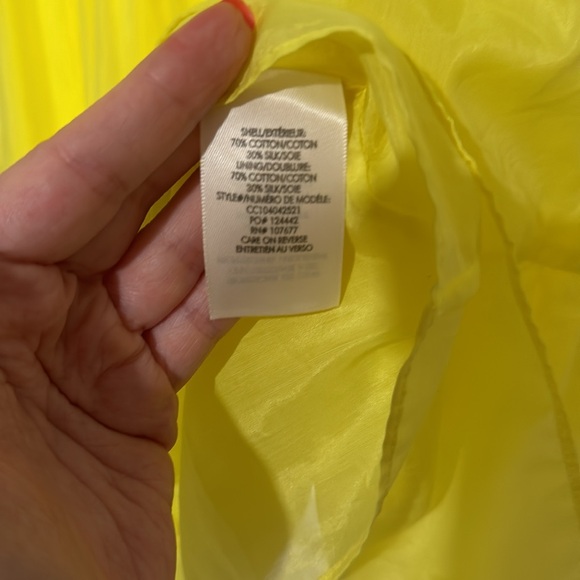 SHELL/EXTÉRIEUR:
70% COTTON/COTON
30% SILK/SOIE
LINING/DOUBLURE:
70% COTTON/COTON
30% SILK/SOIE
STYLE#/NUMÉRO DE MODÈLE:
CC104042521
PO# 124442
RN# 107677
CARE ON REVERSE
ENTRETIEN AU VERSO